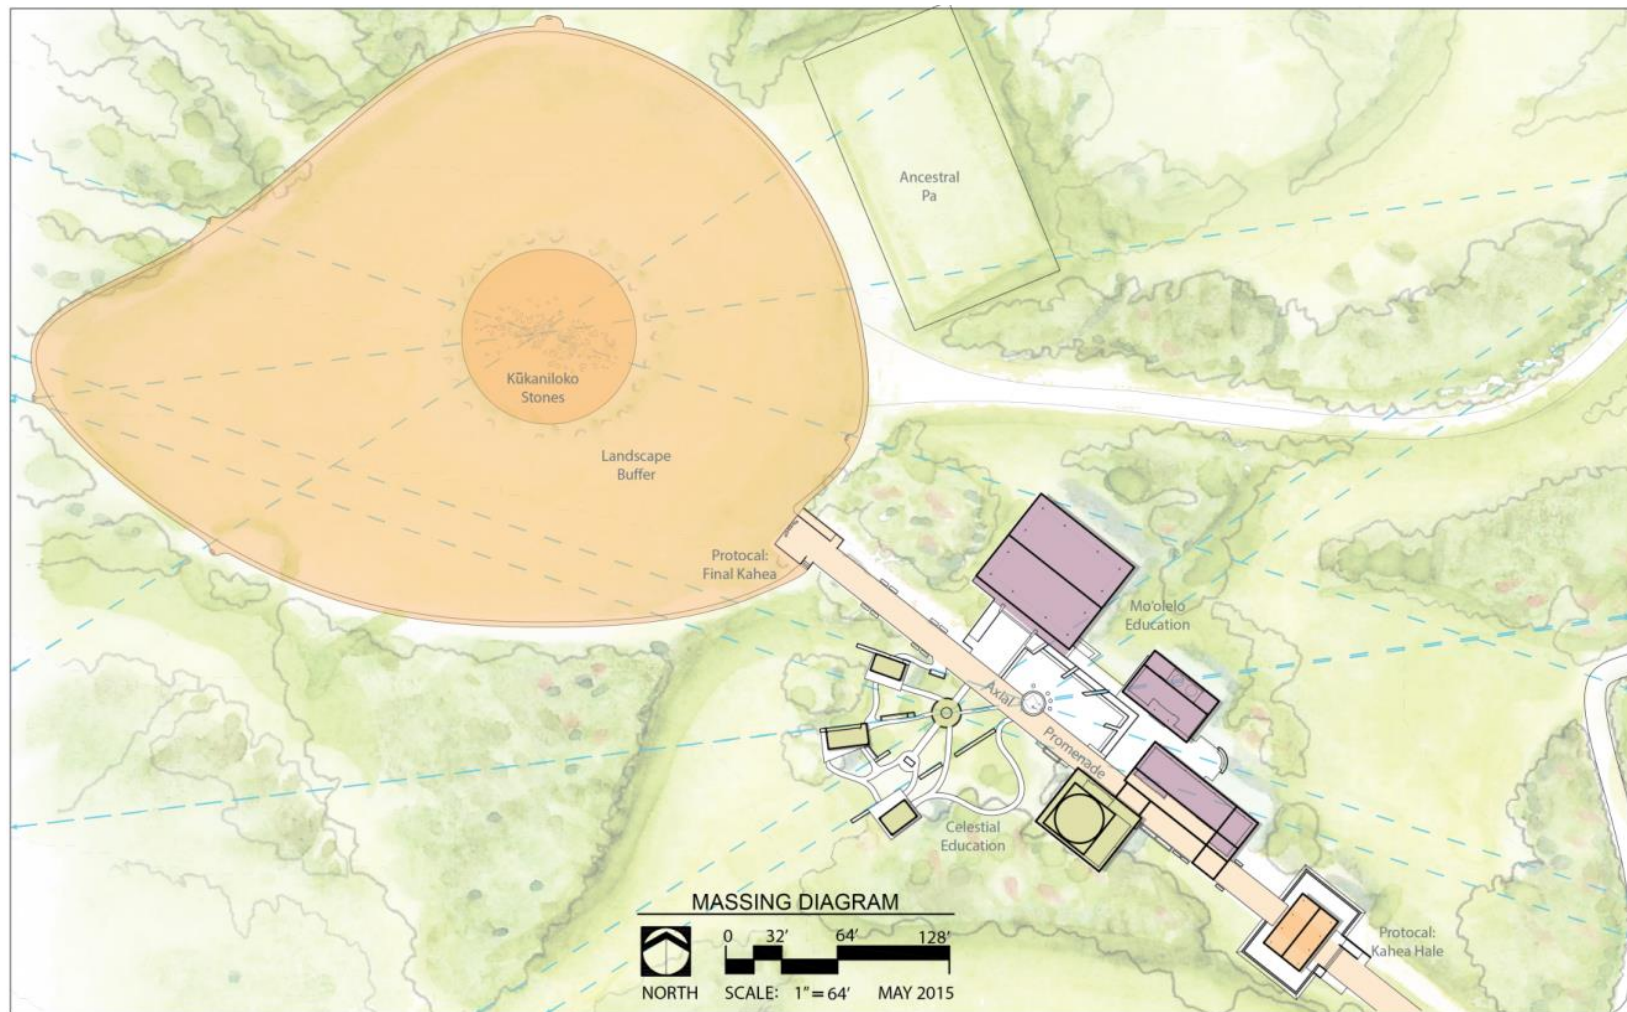 Ancestral
Pa
Kūkaniloko
Stones
Landscape
Buffer
Protocal:
Final Kahea
Mo'olelo
Education
Axial
Promenade
Celestial
Education
Protocal:
Kahea Hale
MASSING DIAGRAM
0 32' 64' 128'
NORTH SCALE: 1"=64' MAY 2015